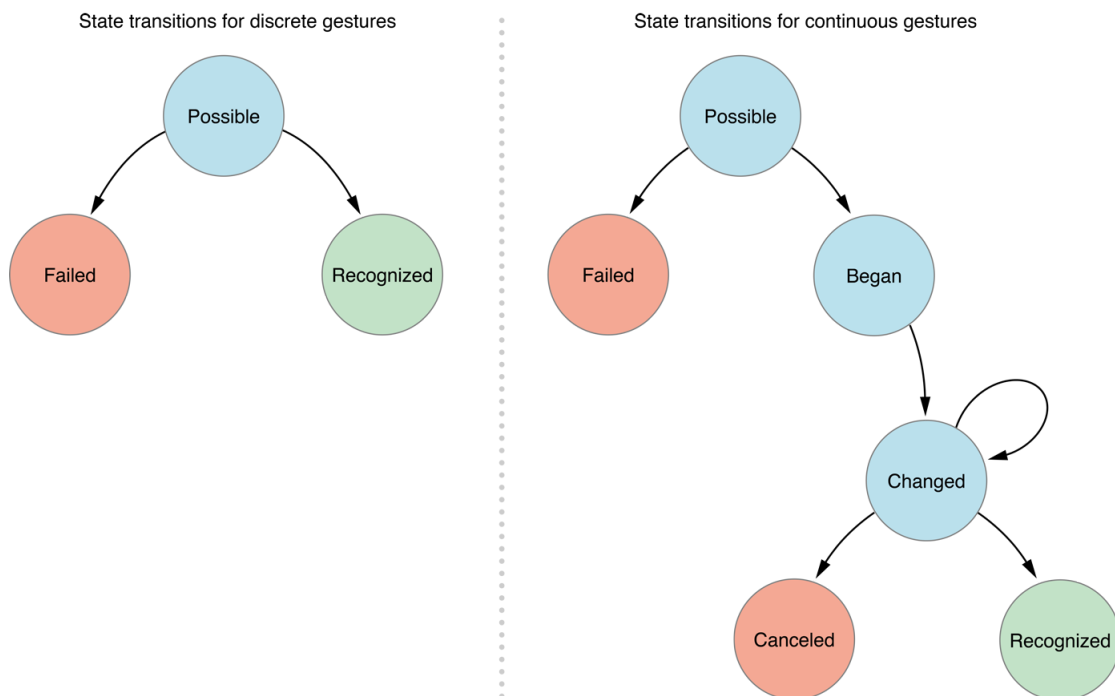 State transitions for discrete gestures
Possible
Failed
Recognized
State transitions for continuous gestures
Possible
Failed
Began
Changed
Canceled
Recognized